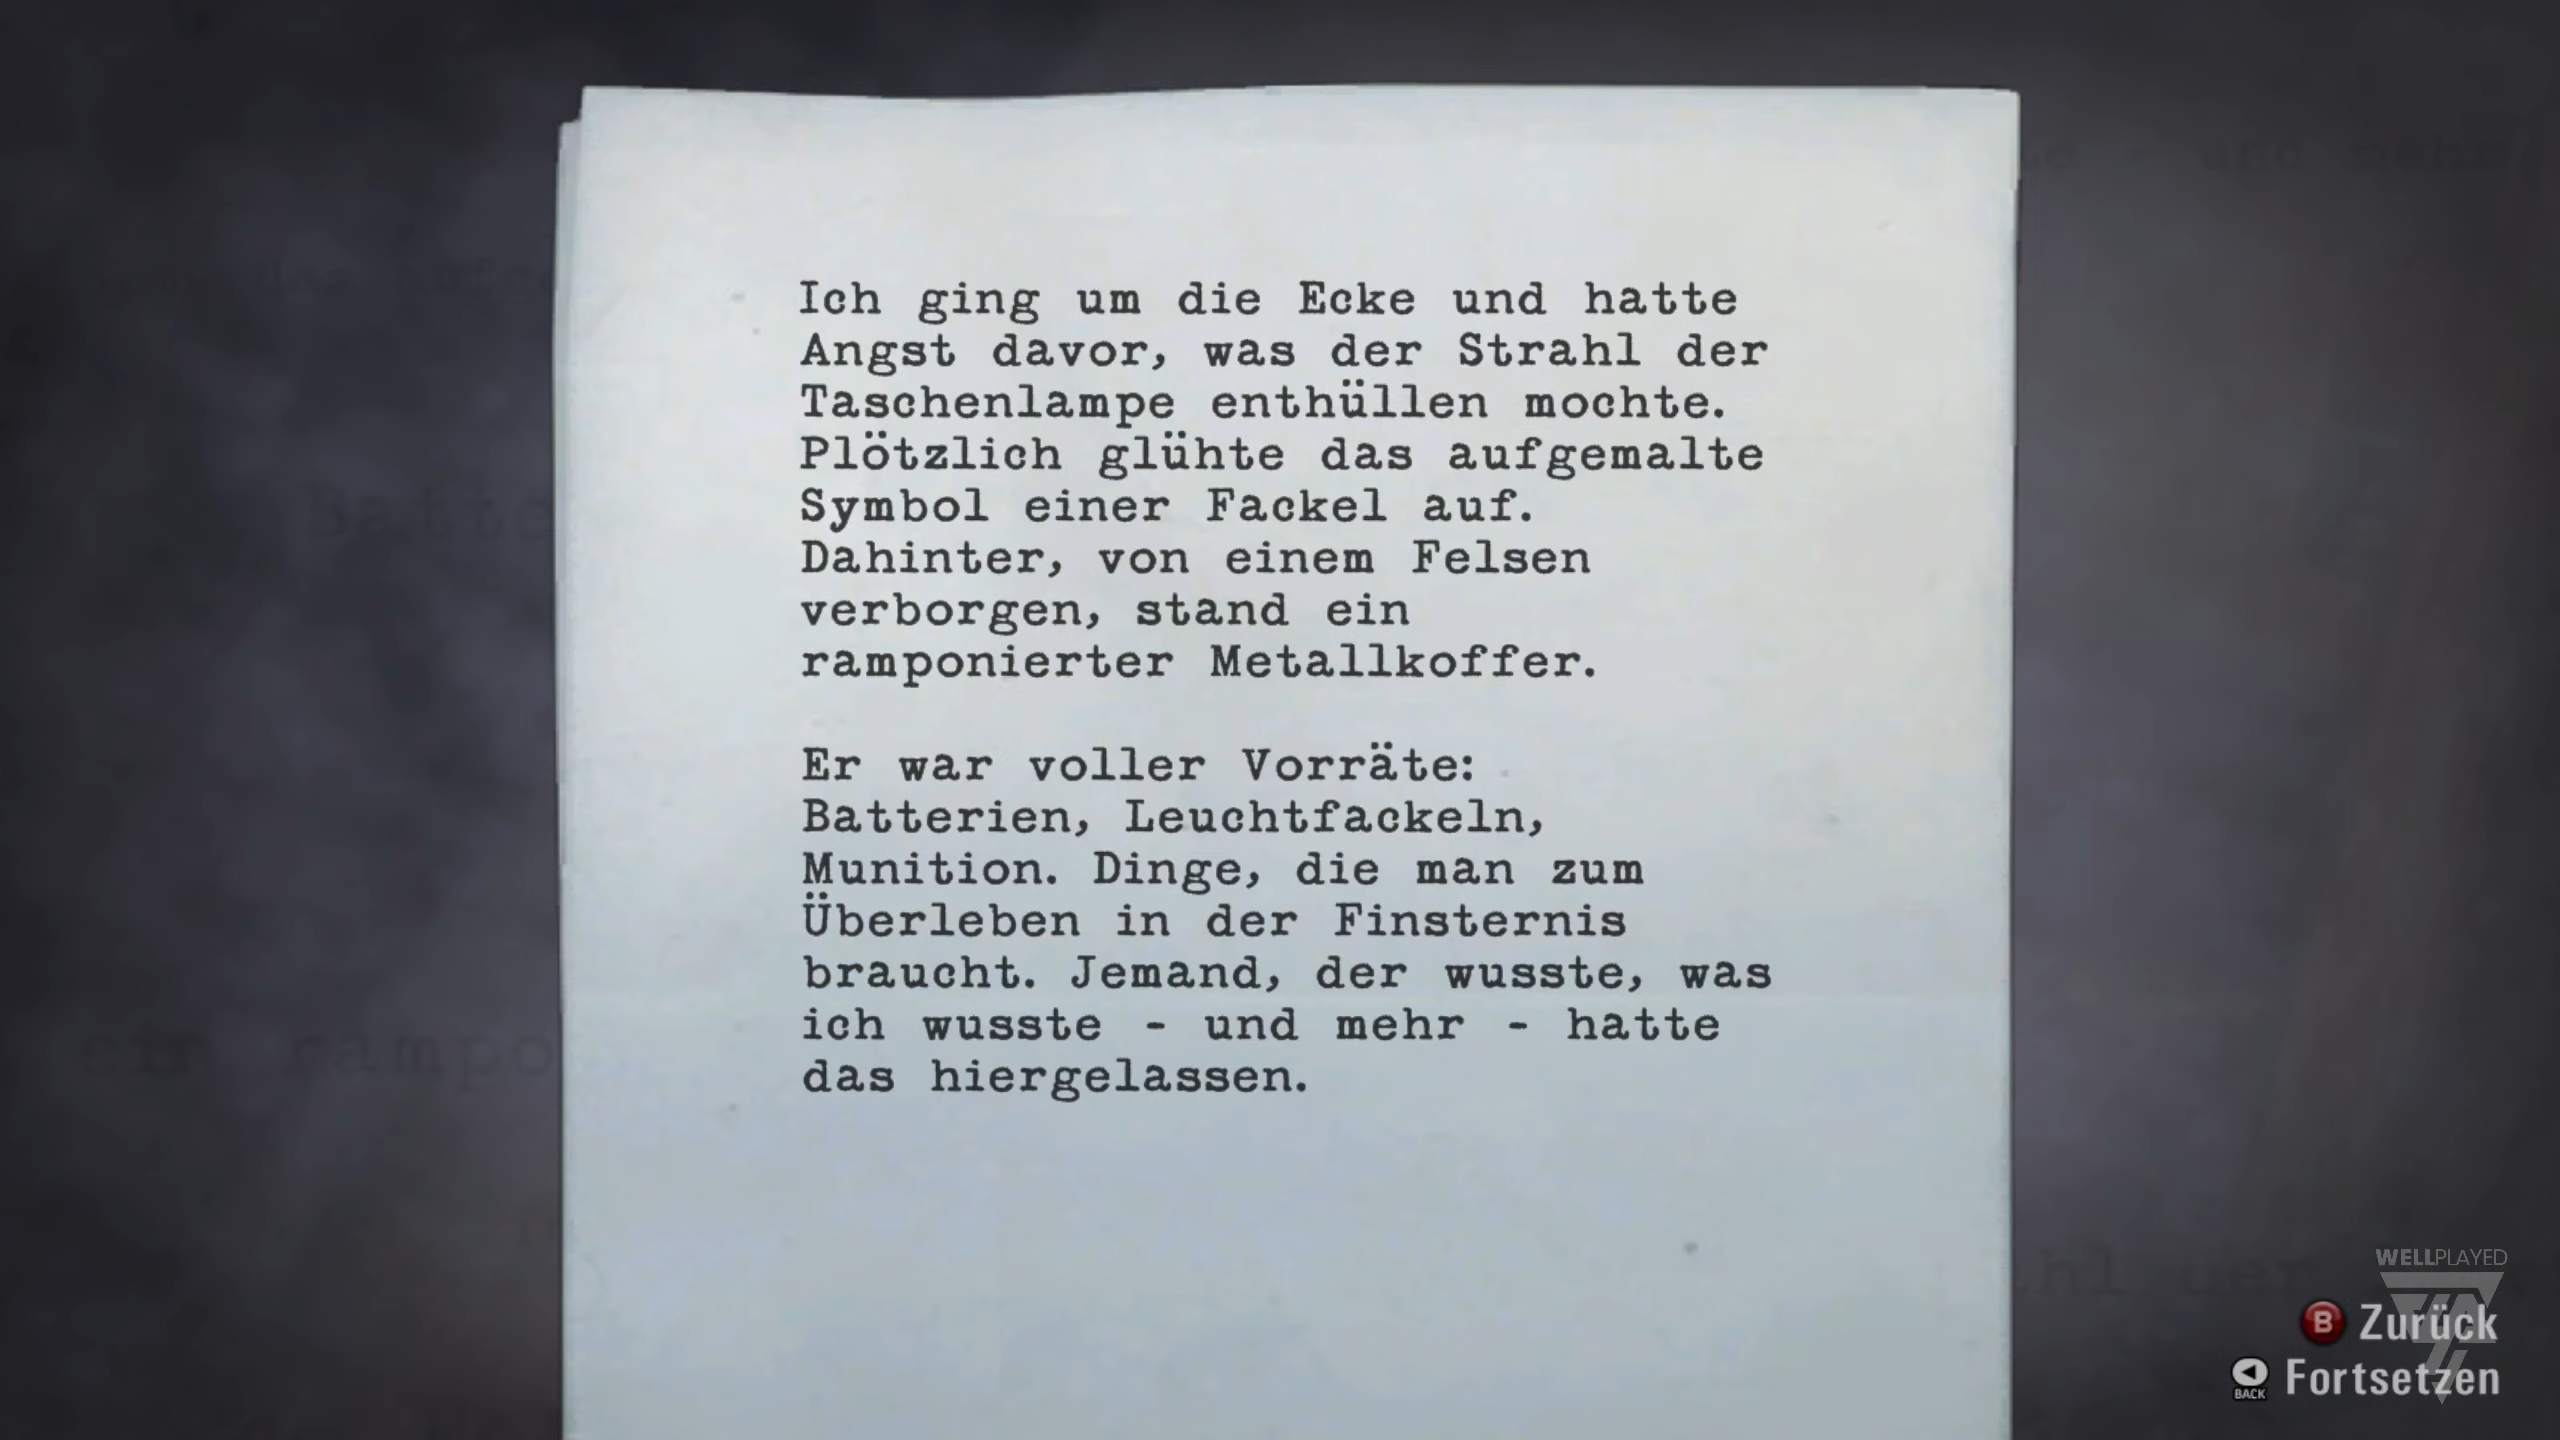 Ich ging um die Ecke und hatte
Angst davor, was der Strahl der
Taschenlampe enthüllen mochte.
Plötzlich glühte das aufgemalte
Symbol einer Fackel auf.
Dahinter, von einem Felsen
verborgen, stand ein
ramponierter Metallkoffer.
Er war voller Vorräte:
Batterien, Leuchtfackeln,
Munition. Dinge, die man zum
Überleben in der Finsternis
braucht. Jemand, der wusste, was
ich wusste - und mehr - hatte
das hiergelassen.
WELLPLAYED
B Zurück
BACK Fortsetzen